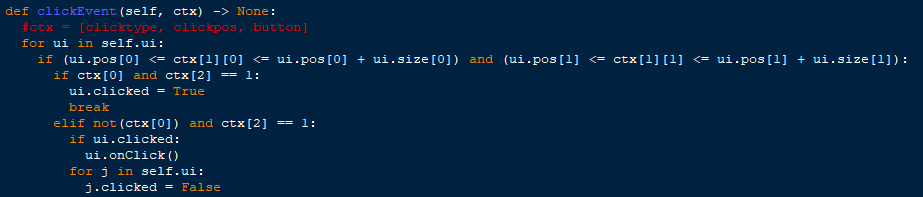 def clickEvent(self, ctx) -> None:
  #ctx = [clicktype, clickpos, button]
  for ui in self.ui:
    if (ui.pos[0] <= ctx[1][0] <= ui.pos[0] + ui.size[0]) and (ui.pos[1] <= ctx[1][1] <= ui.pos[1] + ui.size[1]):
      if ctx[0] and ctx[2] == 1:
        ui.clicked = True
        break
      elif not(ctx[0]) and ctx[2] == 1:
        if ui.clicked:
          ui.onClick()
        for j in self.ui:
          j.clicked = False